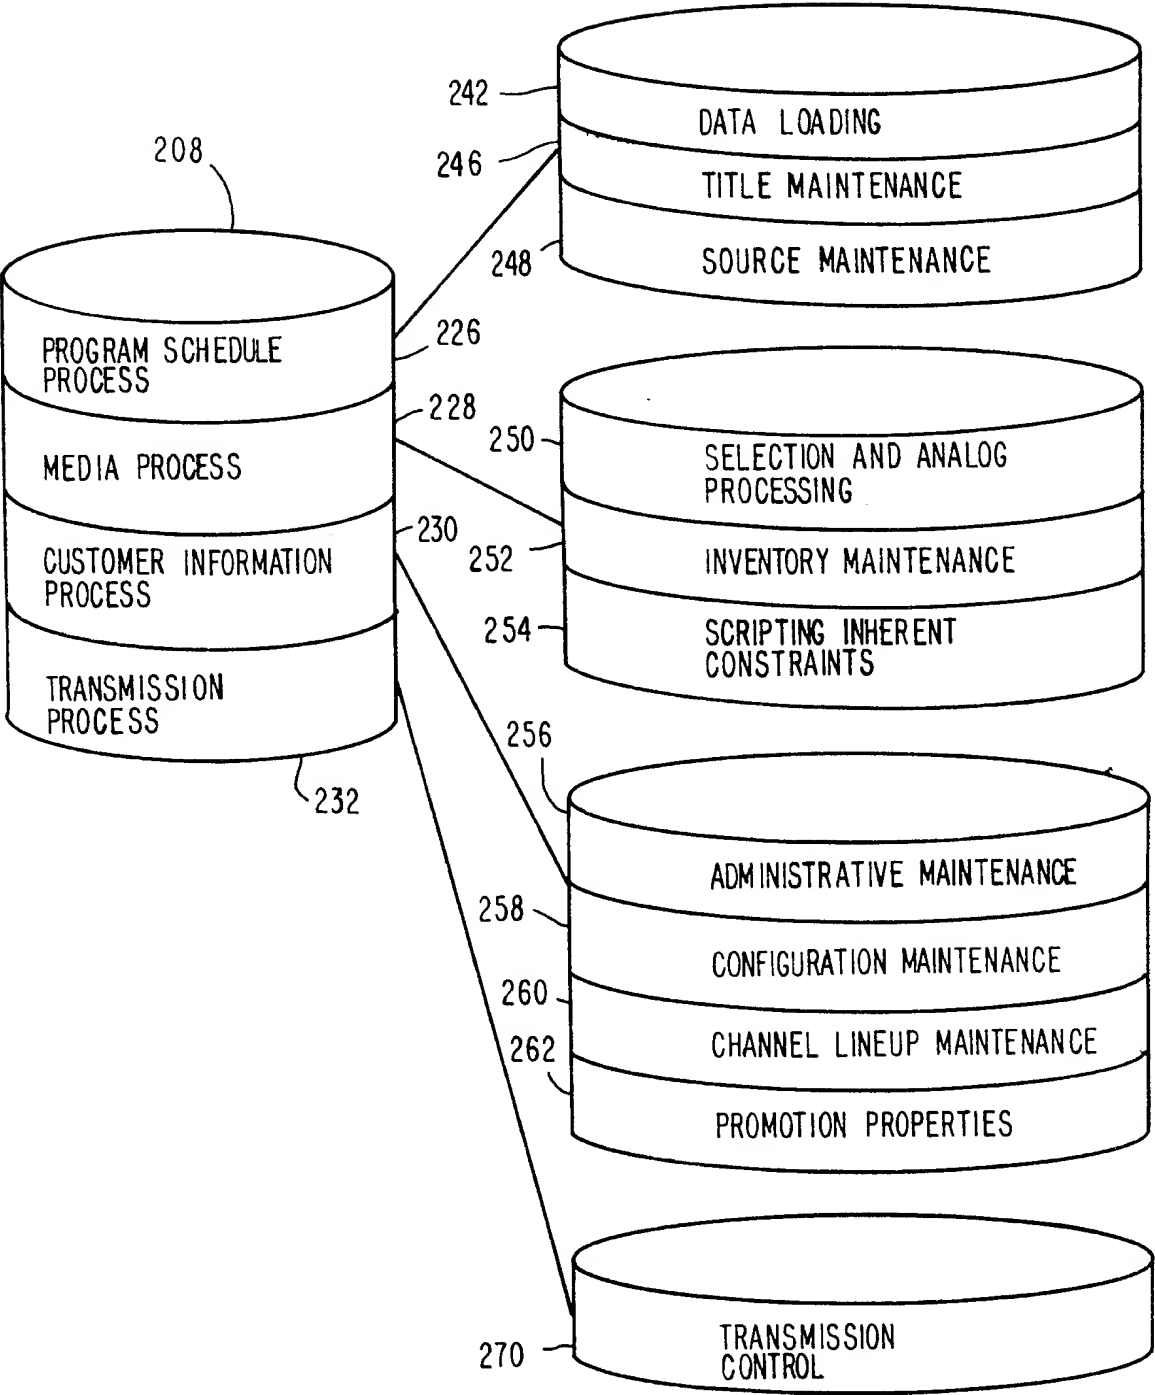 208
PROGRAM SCHEDULE
PROCESS
226
MEDIA PROCESS
228
CUSTOMER INFORMATION
PROCESS
230
TRANSMISSION
PROCESS
232
242
DATA LOADING
246
TITLE MAINTENANCE
248
SOURCE MAINTENANCE
250
SELECTION AND ANALOG
PROCESSING
252
INVENTORY MAINTENANCE
254
SCRIPTING INHERENT
CONSTRAINTS
256
ADMINISTRATIVE MAINTENANCE
258
CONFIGURATION MAINTENANCE
260
CHANNEL LINEUP MAINTENANCE
262
PROMOTION PROPERTIES
270
TRANSMISSION
CONTROL